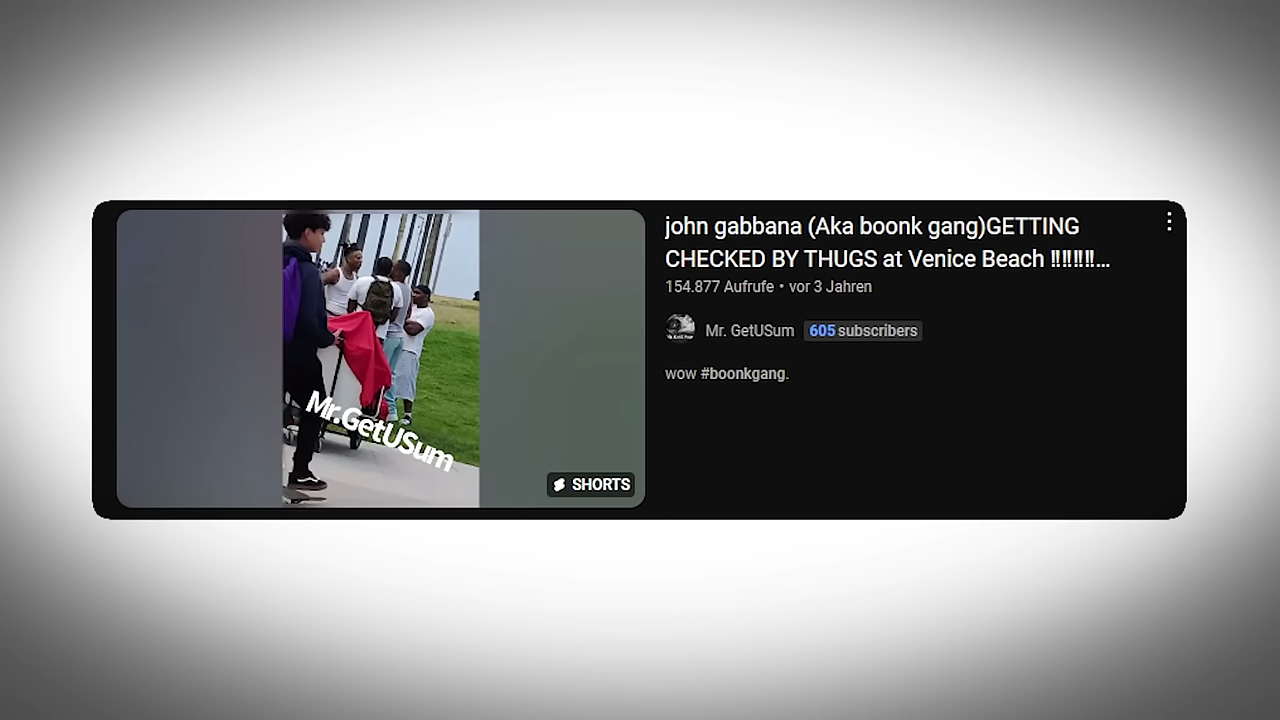 john gabbana (Aka boonk gang)GETTING
CHECKED BY THUGS at Venice Beach !!!!!!!!...
154.877 Aufrufe • vor 3 Jahren
Mr. GetUSum 605 subscribers
wow #boonkgang.
Mr.GetUSum
SHORTS